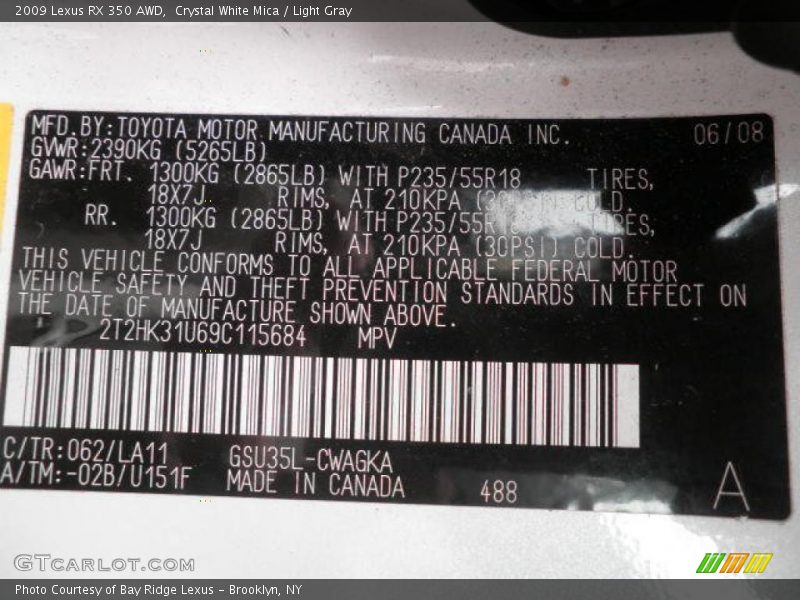 2009 Lexus RX 350 AWD, Crystal White Mica / Light Gray
MFD.BY:TOYOTA MOTOR MANUFACTURING CANADA INC. 06/08
GVWR:2390KG (5265LB)
GAWR:FRT. 1300KG (2865LB) WITH P235/55R18 TIRES,
18X7J RIMS, AT 210KPA (30PSI) COLD.
RR. 1300KG (2865LB) WITH P235/55R18 TIRES,
18X7J RIMS, AT 210KPA (30PSI) COLD.
THIS VEHICLE CONFORMS TO ALL APPLICABLE FEDERAL MOTOR
VEHICLE SAFETY AND THEFT PREVENTION STANDARDS IN EFFECT ON
THE DATE OF MANUFACTURE SHOWN ABOVE.
2T2HK31U69C115684 MPV
C/TR:062/LA11 GSU35L-CWAGKA
A/TM:-02B/U151F MADE IN CANADA 488 A
GTcarlot.com
Photo Courtesy of Bay Ridge Lexus - Brooklyn, NY